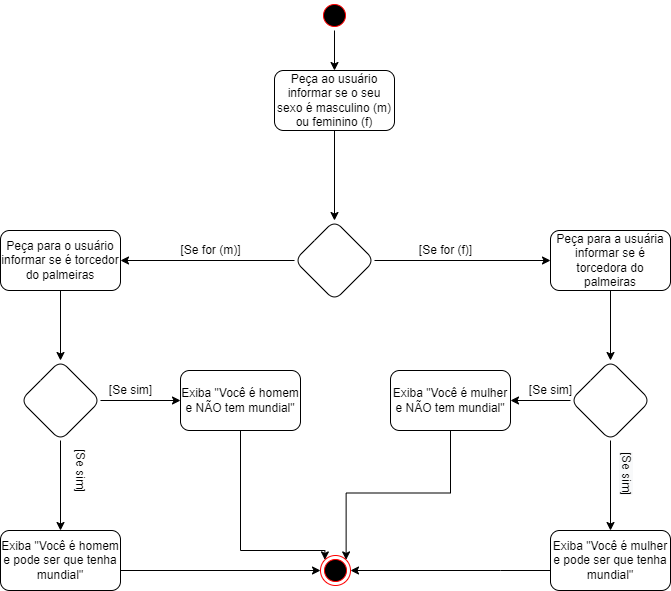 Peça ao usuário
informar se o seu
sexo é masculino (m)
ou feminino (f)
[Se for (m)]
[Se for (f)]
Peça para o usuário
informar se é torcedor
do palmeiras
Peça para a usuária
informar se é
torcedora do
palmeiras
[Se sim]
Exiba "Você é homem
e NÃO tem mundial"
Exiba "Você é mulher
e NÃO tem mundial"
[Se sim]
[Se sim]
[Se sim]
Exiba "Você é homem
e pode ser que tenha
mundial"
Exiba "Você é mulher
e pode ser que tenha
mundial"